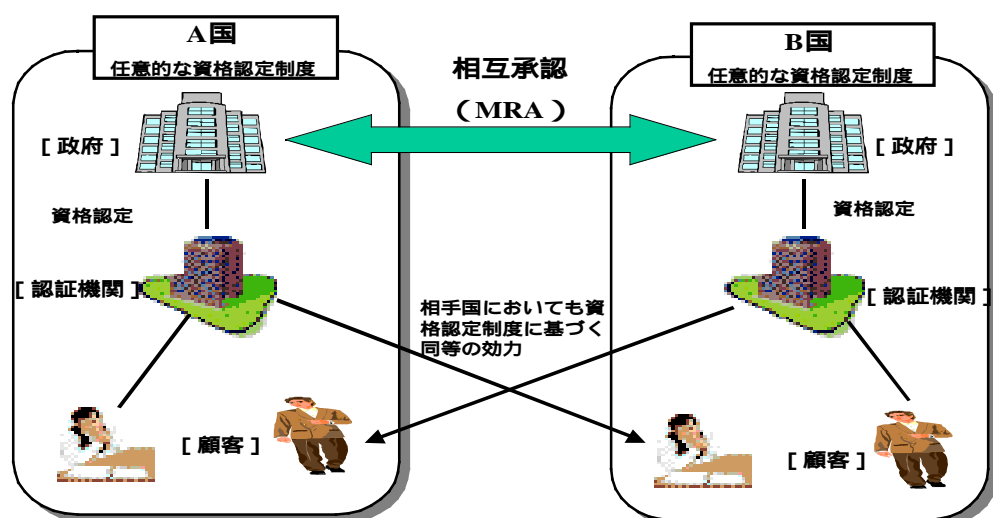 A国
任意的な資格認定制度
B国
任意的な資格認定制度
相互承認
（MRA）
[ 政府 ]
[ 政府 ]
資格認定
資格認定
[ 認証機関 ]
[ 認証機関 ]
相手国においても資
格認定制度に基づく
同等の効力
[ 顧客 ]
[ 顧客 ]